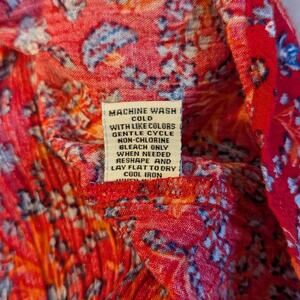 MACHINE WASH
COLD
WITH LIKE COLORS
GENTLE CYCLE
NON-CHLORINE
BLEACH ONLY
WHEN NEEDED
RESHAPE AND
LAY FLAT TO DRY
COOL IRON